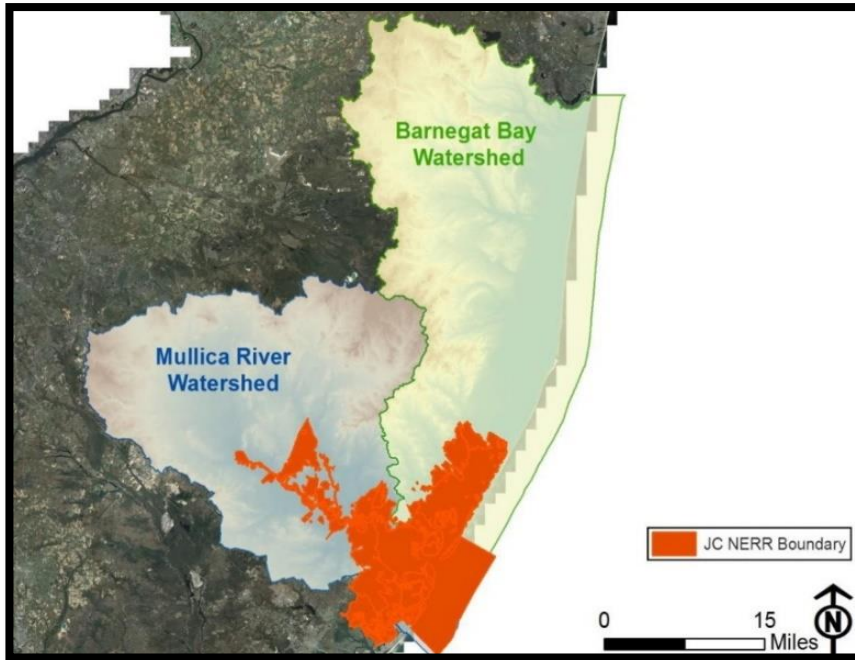 Barnegat Bay
Watershed
Mullica River
Watershed
JC NERR Boundary
0 15
Miles
N